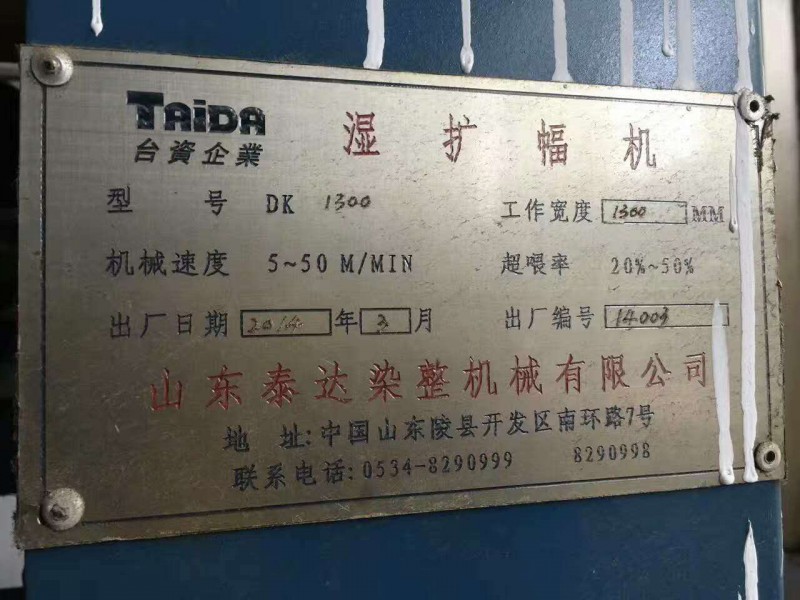 TAIDA 湿扩幅机
台資企業
型号 DK 1300 工作宽度 1300 MM
机械速度 5~50 M/MIN 超喂率 20%~50%
出厂日期 2014 年 3 月 出厂编号 14003
山东泰达染整机械有限公司
地址:中国山东陵县开发区南环路7号
联系电话:0534-8290999 8290998